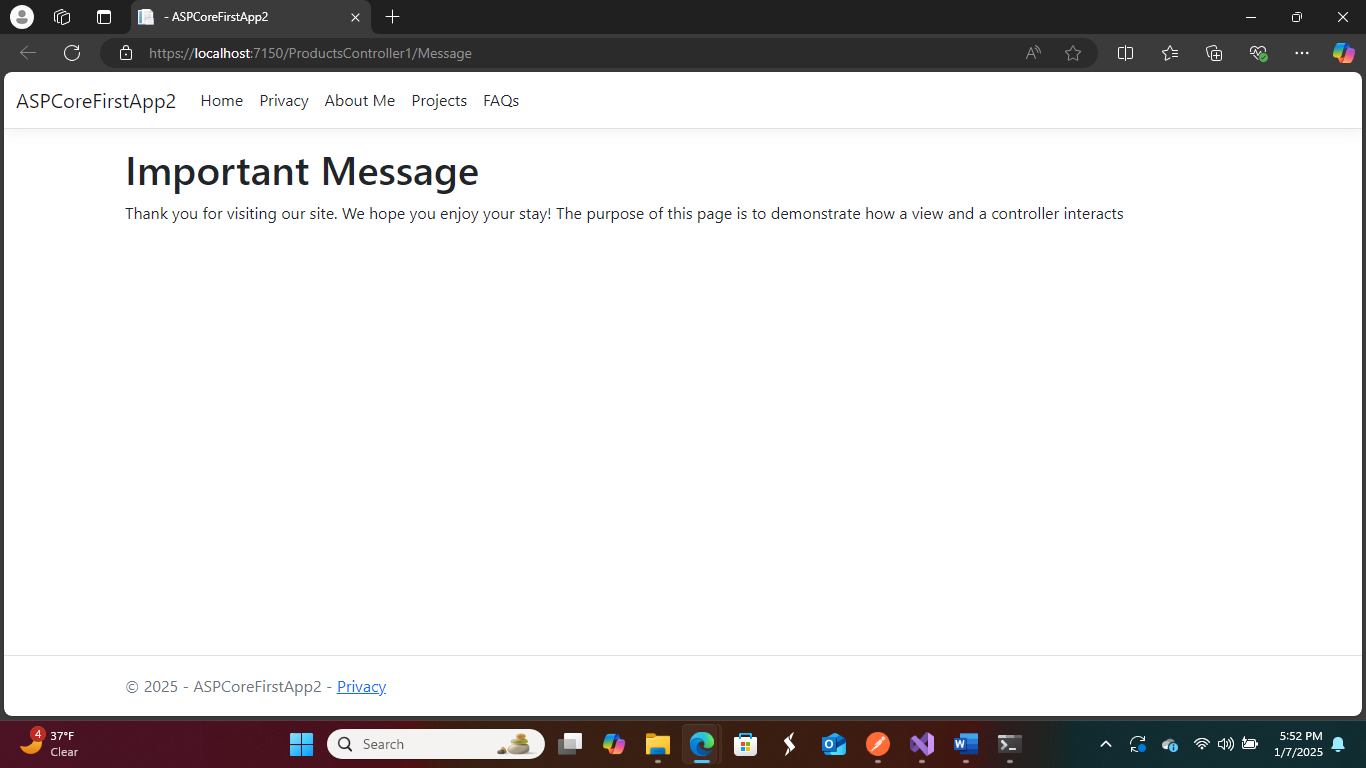 - ASPCoreFirstApp2
https://localhost:7150/ProductsController1/Message
ASPCoreFirstApp2 Home Privacy About Me Projects FAQs
Important Message
Thank you for visiting our site. We hope you enjoy your stay! The purpose of this page is to demonstrate how a view and a controller interacts
© 2025 - ASPCoreFirstApp2 - Privacy
4
37°F
Clear
Search
5:52 PM
1/7/2025